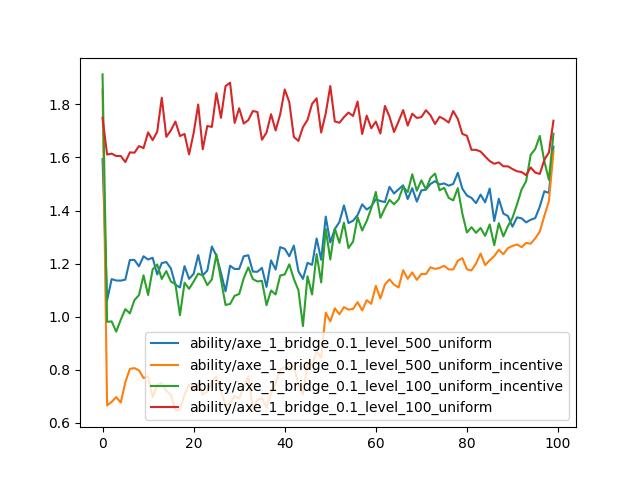 1.8
1.6
1.4
1.2
1.0
0.8
0.6
ability/axe_1_bridge_0.1_level_500_uniform
ability/axe_1_bridge_0.1_level_500_uniform_incentive
ability/axe_1_bridge_0.1_level_100_uniform_incentive
ability/axe_1_bridge_0.1_level_100_uniform
0 20 40 60 80 100